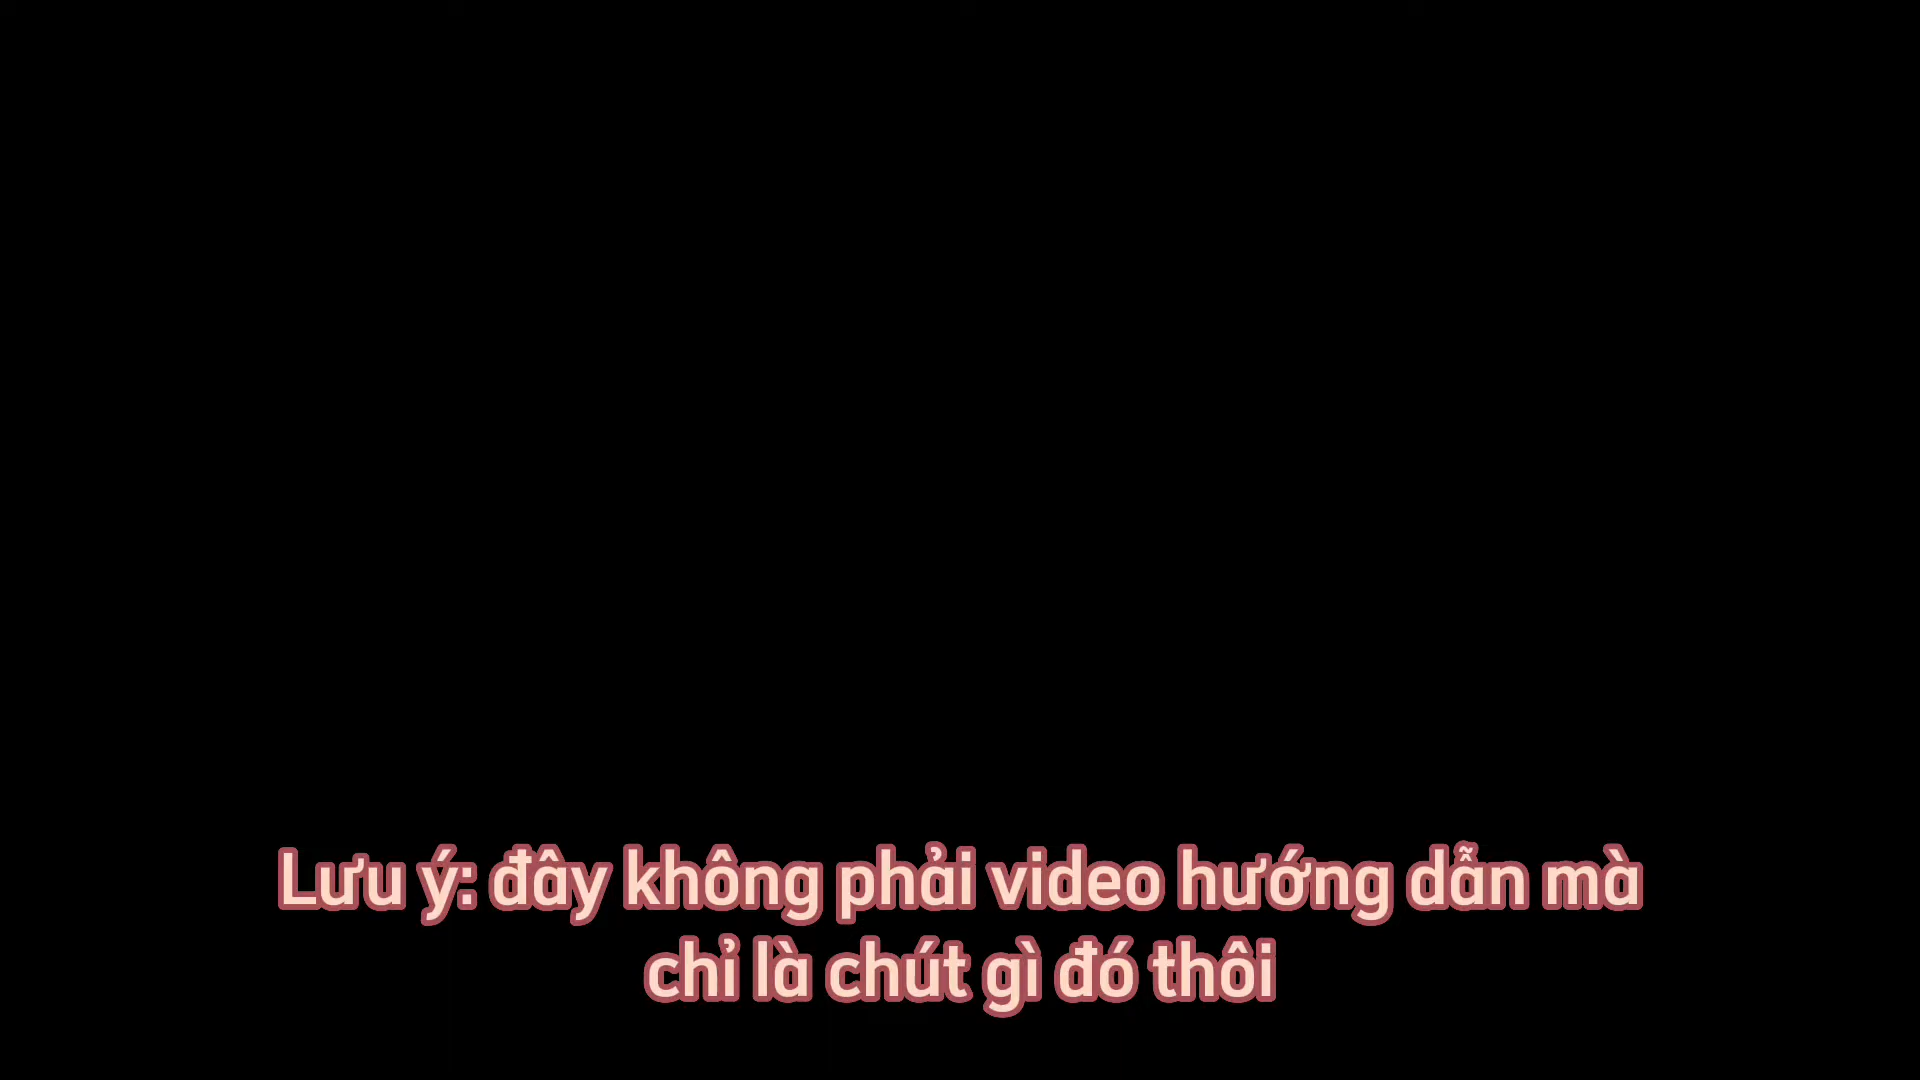 Lưu ý: đây không phải video hướng dẫn mà
chỉ là chút gì đó thôi